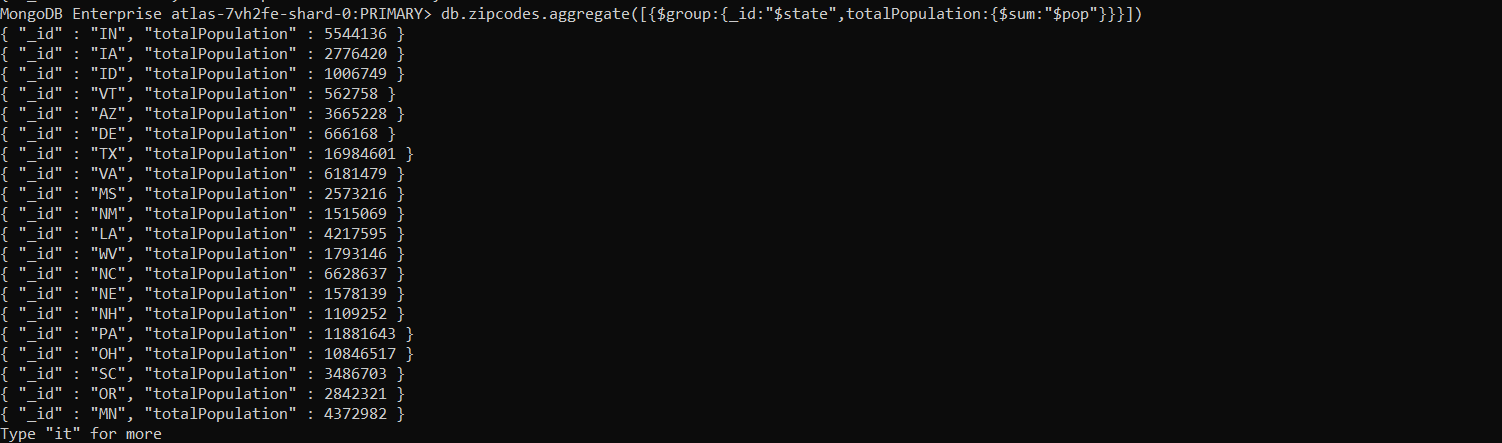 MongoDB Enterprise atlas-7vh2fe-shard-0:PRIMARY> db.zipcodes.aggregate([{$group:{_id:"$state",totalPopulation:{$sum:"$pop"}}}])
{ "_id" : "IN", "totalPopulation" : 5544136 }
{ "_id" : "IA", "totalPopulation" : 2776420 }
{ "_id" : "ID", "totalPopulation" : 1006749 }
{ "_id" : "VT", "totalPopulation" : 562758 }
{ "_id" : "AZ", "totalPopulation" : 3665228 }
{ "_id" : "DE", "totalPopulation" : 666168 }
{ "_id" : "TX", "totalPopulation" : 16984601 }
{ "_id" : "VA", "totalPopulation" : 6181479 }
{ "_id" : "MS", "totalPopulation" : 2573216 }
{ "_id" : "NM", "totalPopulation" : 1515069 }
{ "_id" : "LA", "totalPopulation" : 4217595 }
{ "_id" : "WV", "totalPopulation" : 1793146 }
{ "_id" : "NC", "totalPopulation" : 6628637 }
{ "_id" : "NE", "totalPopulation" : 1578139 }
{ "_id" : "NH", "totalPopulation" : 1109252 }
{ "_id" : "PA", "totalPopulation" : 11881643 }
{ "_id" : "OH", "totalPopulation" : 10846517 }
{ "_id" : "SC", "totalPopulation" : 3486703 }
{ "_id" : "OR", "totalPopulation" : 2842321 }
{ "_id" : "MN", "totalPopulation" : 4372982 }
Type "it" for more